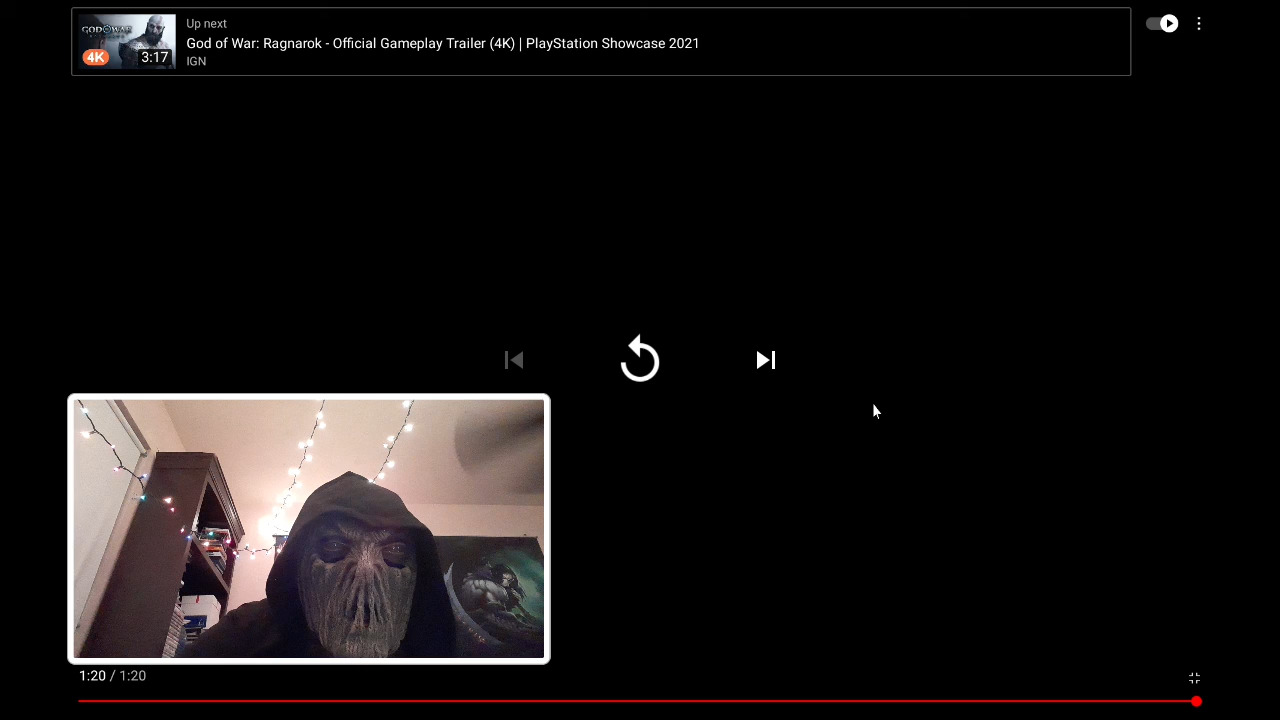 Up next
GOD OF WAR
4K
3:17
God of War: Ragnarok - Official Gameplay Trailer (4K) | PlayStation Showcase 2021
IGN
1:20 / 1:20